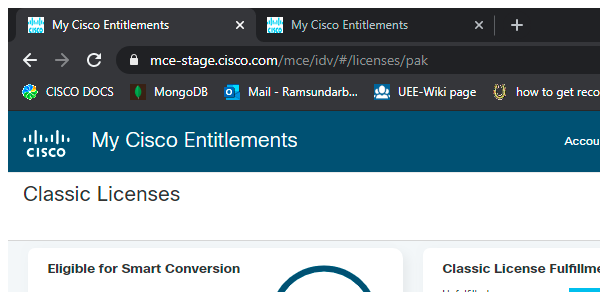 My Cisco Entitlements
My Cisco Entitlements
mce-stage.cisco.com/mce/idv/#/licenses/pak
CISCO DOCS MongoDB Mail - Ramsundarb... UEE-Wiki page how to get reco
CISCO My Cisco Entitlements Accou
Classic Licenses
Eligible for Smart Conversion
Classic License Fulfillme